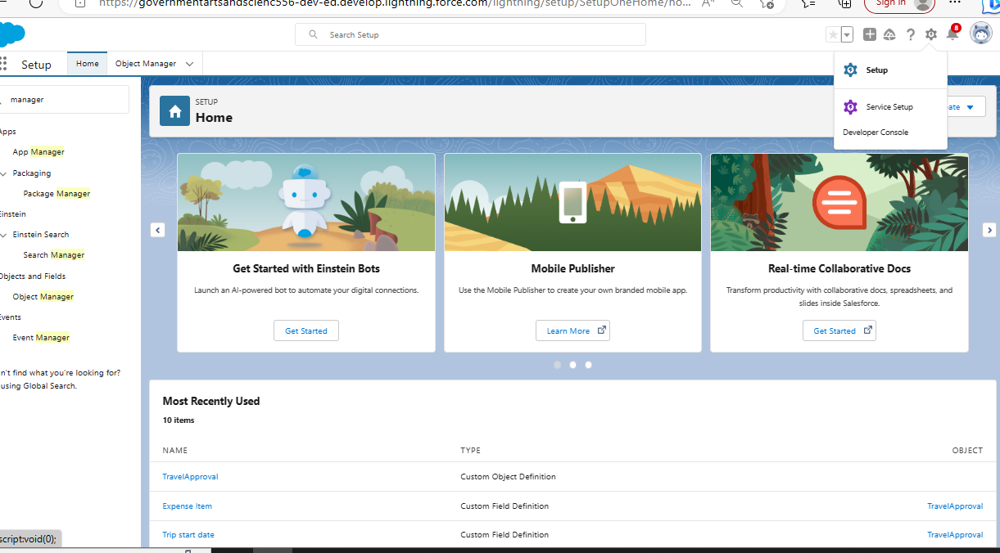 https://governmentartsandscienc556-dev-ed.develop.lightning.force.com/lightning/setup/SetupOneHome/ho...
Sign in
Search Setup
8
Setup
Home
Object Manager
Setup
Service Setup
Developer Console
manager
SETUP
Home
ate
Apps
App Manager
Packaging
Package Manager
Einstein
Einstein Search
Search Manager
Objects and Fields
Object Manager
Events
Event Manager
n't find what you're looking for?
using Global Search.
Get Started with Einstein Bots
Launch an AI-powered bot to automate your digital connections.
Get Started
Mobile Publisher
Use the Mobile Publisher to create your own branded mobile app.
Learn More
Real-time Collaborative Docs
Transform productivity with collaborative docs, spreadsheets, and
slides inside Salesforce.
Get Started
Most Recently Used
10 items
NAME TYPE OBJECT
TravelApproval Custom Object Definition
Expense Item Custom Field Definition TravelApproval
Trip start date Custom Field Definition TravelApproval
script:void(0);